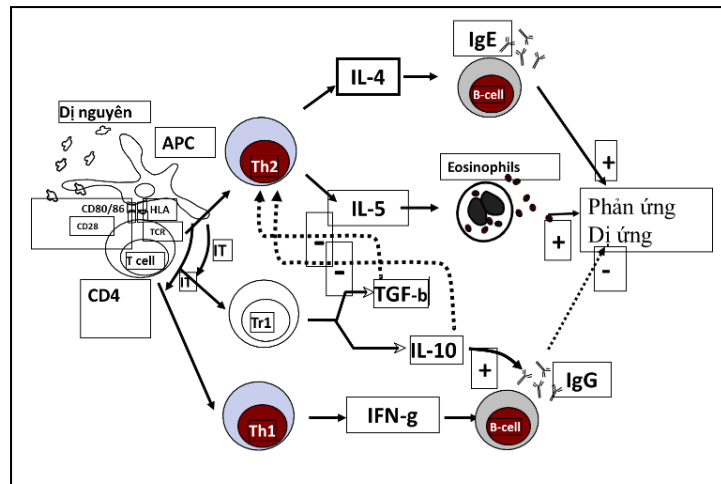 IgE
IL-4
B-cell
Dị nguyên
APC
Th2
+
Eosinophils
CD80/86
HLA
CD28
TCR
IL-5
Phản ứng
Dị ứng
T cell
IT
-
+
-
IT
-
CD4
TGF-b
Tr1
IL-10
+
IgG
Th1
IFN-g
B-cell